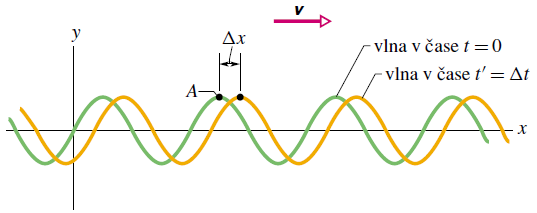 v
y
Δx
vlna v čase t = 0
A
vlna v čase t′ = Δt
x